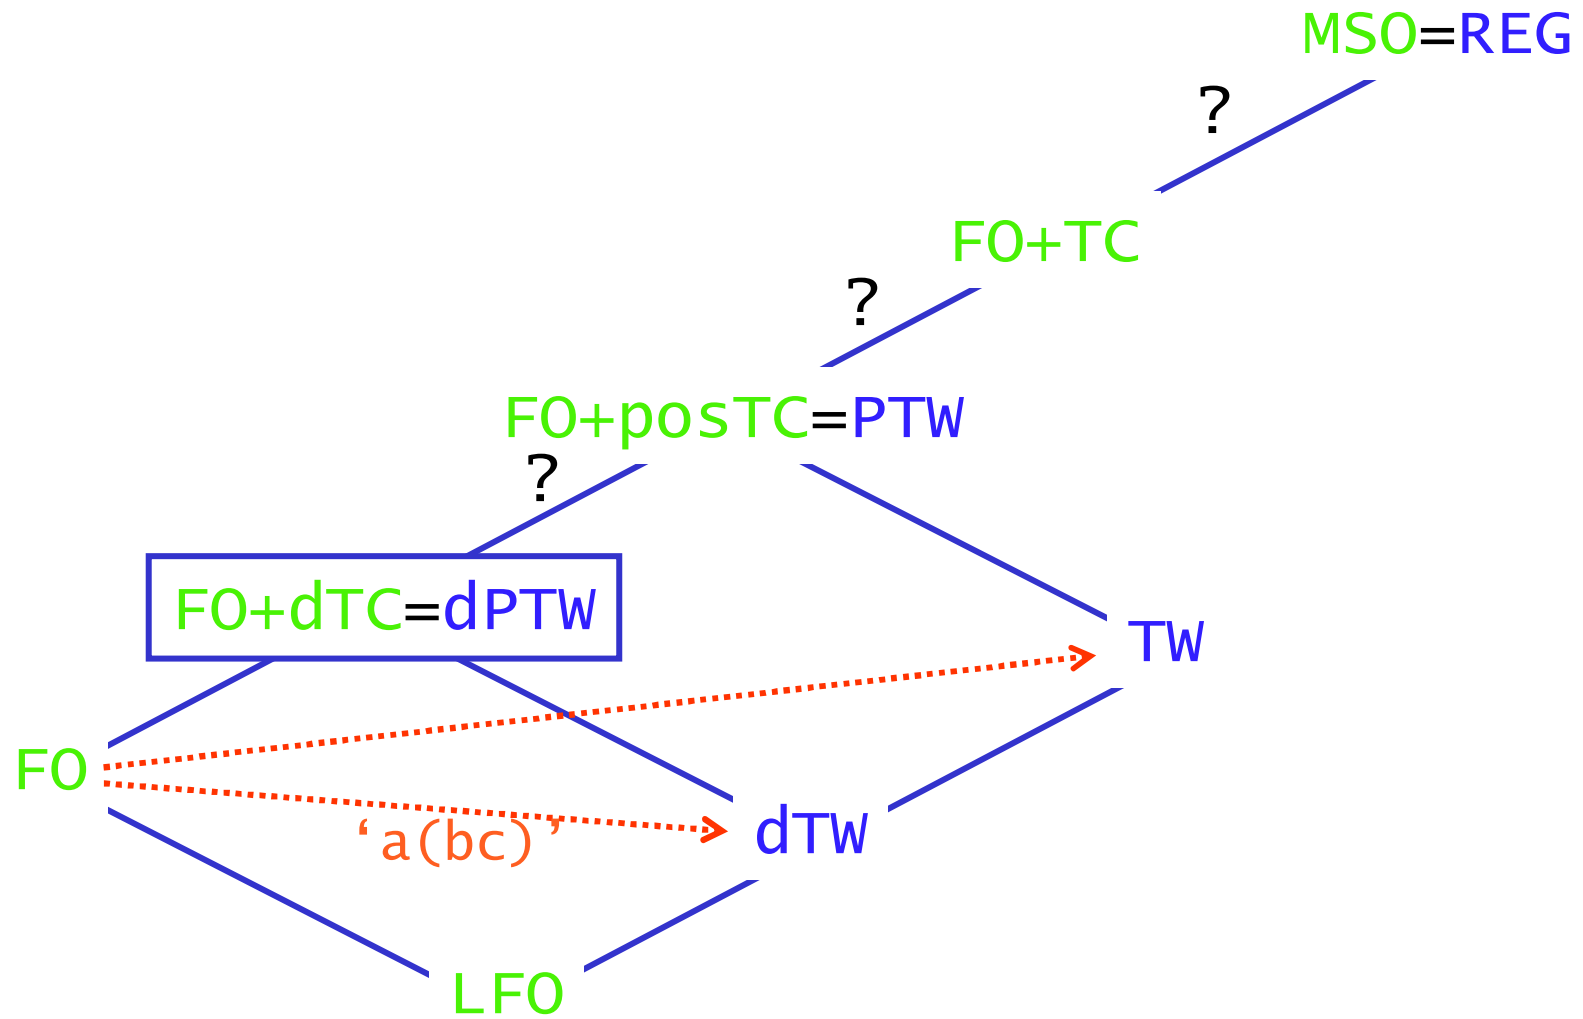 MSO=REG
?
FO+TC
?
FO+posTC=PTW
?
FO+dTC=dPTW
TW
FO
‘a(bc)’
dTW
LFO